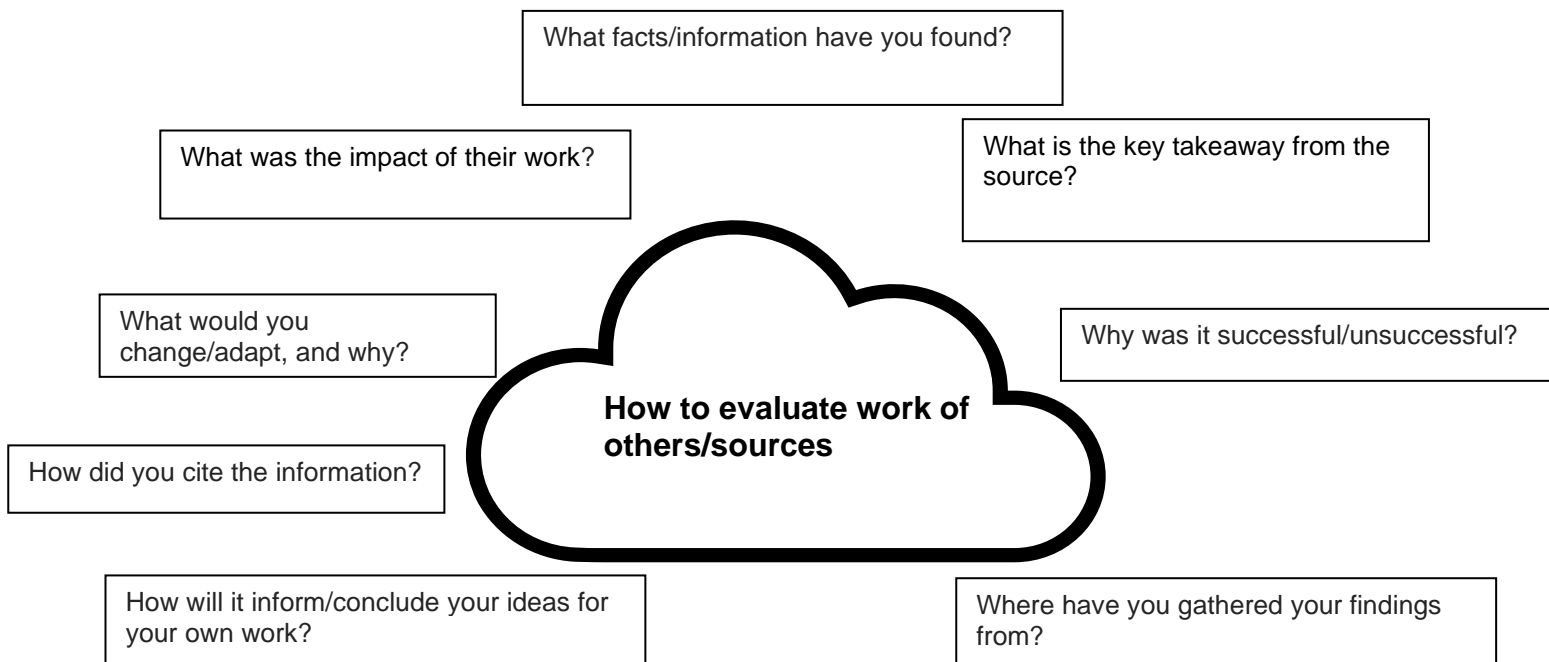 What facts/information have you found?
What was the impact of their work?
What is the key takeaway from the
source?
What would you
change/adapt, and why?
Why was it successful/unsuccessful?
How to evaluate work of
others/sources
How did you cite the information?
How will it inform/conclude your ideas for
your own work?
Where have you gathered your findings
from?